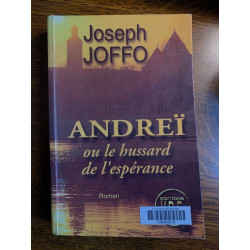 Joseph
JOFFO
ANDREÏ
ou le hussard
de l'espérance
Roman
EDITIONS